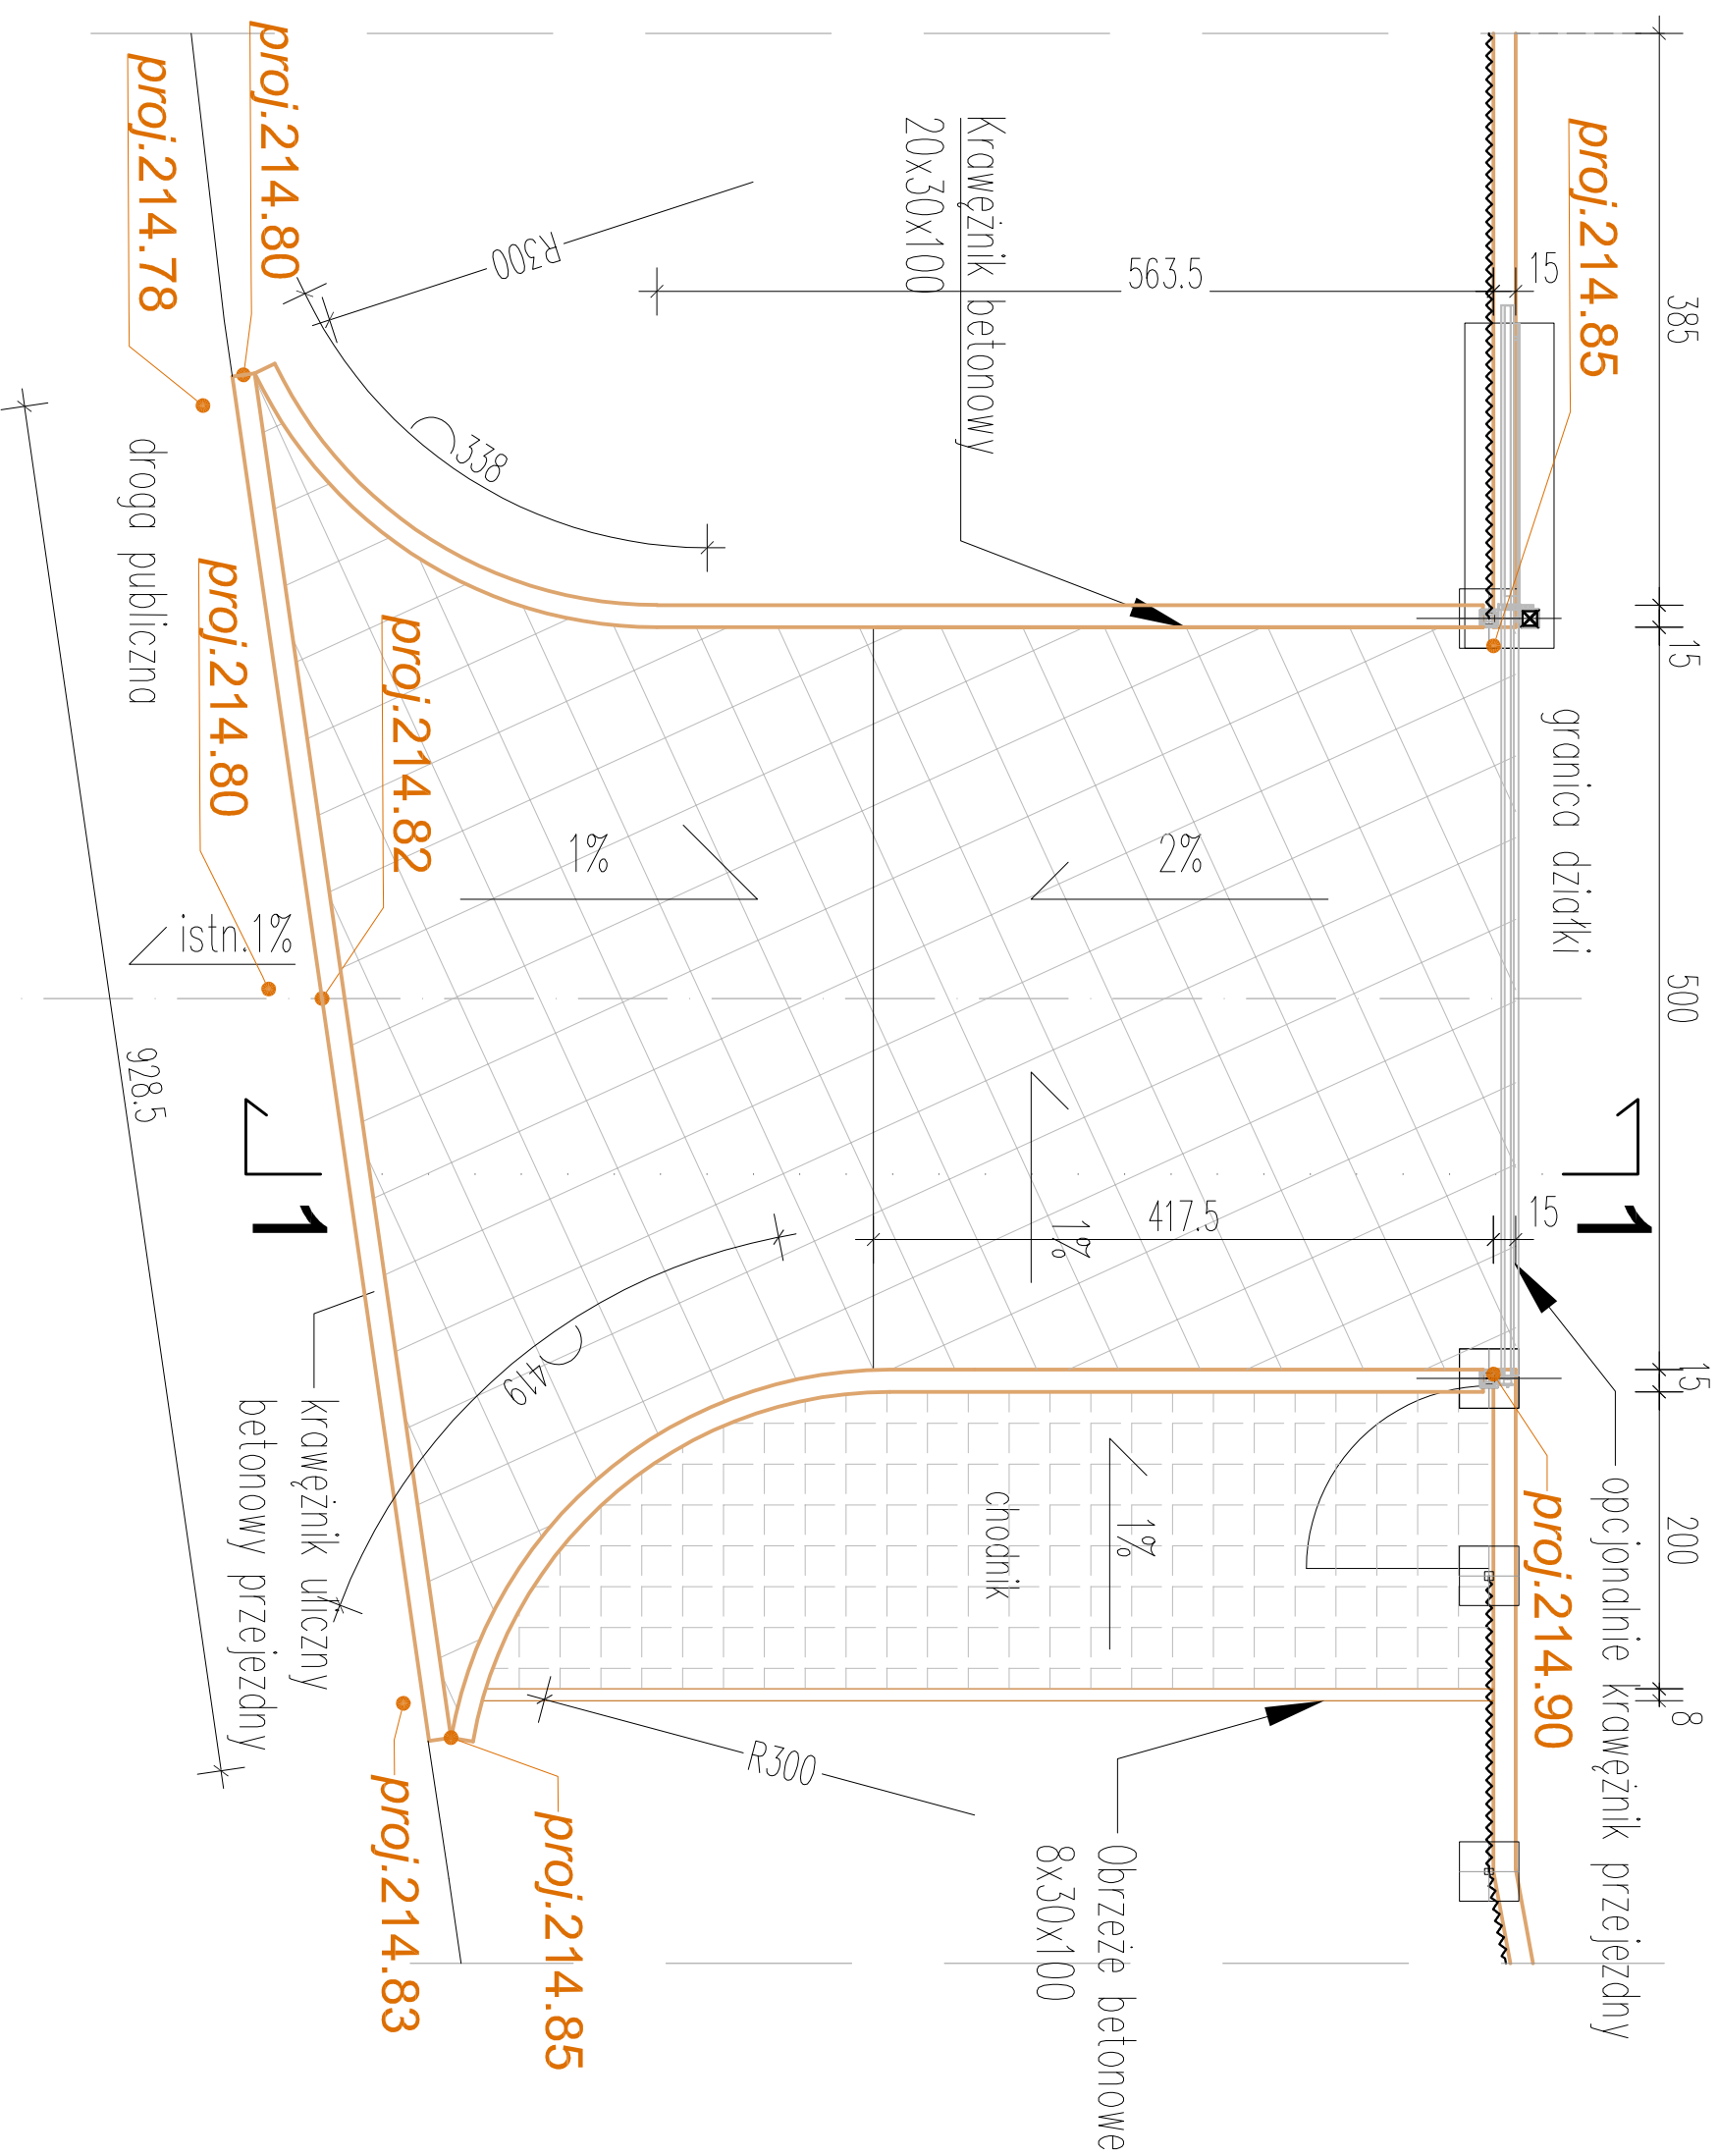 385
15
500
15
200
8
proj.214.85
15
563.5
Krawężnik betonowy
20x30x100
R300
proj.214.80
proj.214.78
338
droga publiczna
granica działki
proj.214.82
proj.214.80
1%
2%
istn.1%
928.5
1
1
15
417.5
1%
419
krawężnik uliczny
betonowy przejezdny
opcjonalnie krawężnik przejezdny
proj.214.90
chodnik
1%
R300
Obrzeże betonowe
8x30x100
proj.214.85
proj.214.83